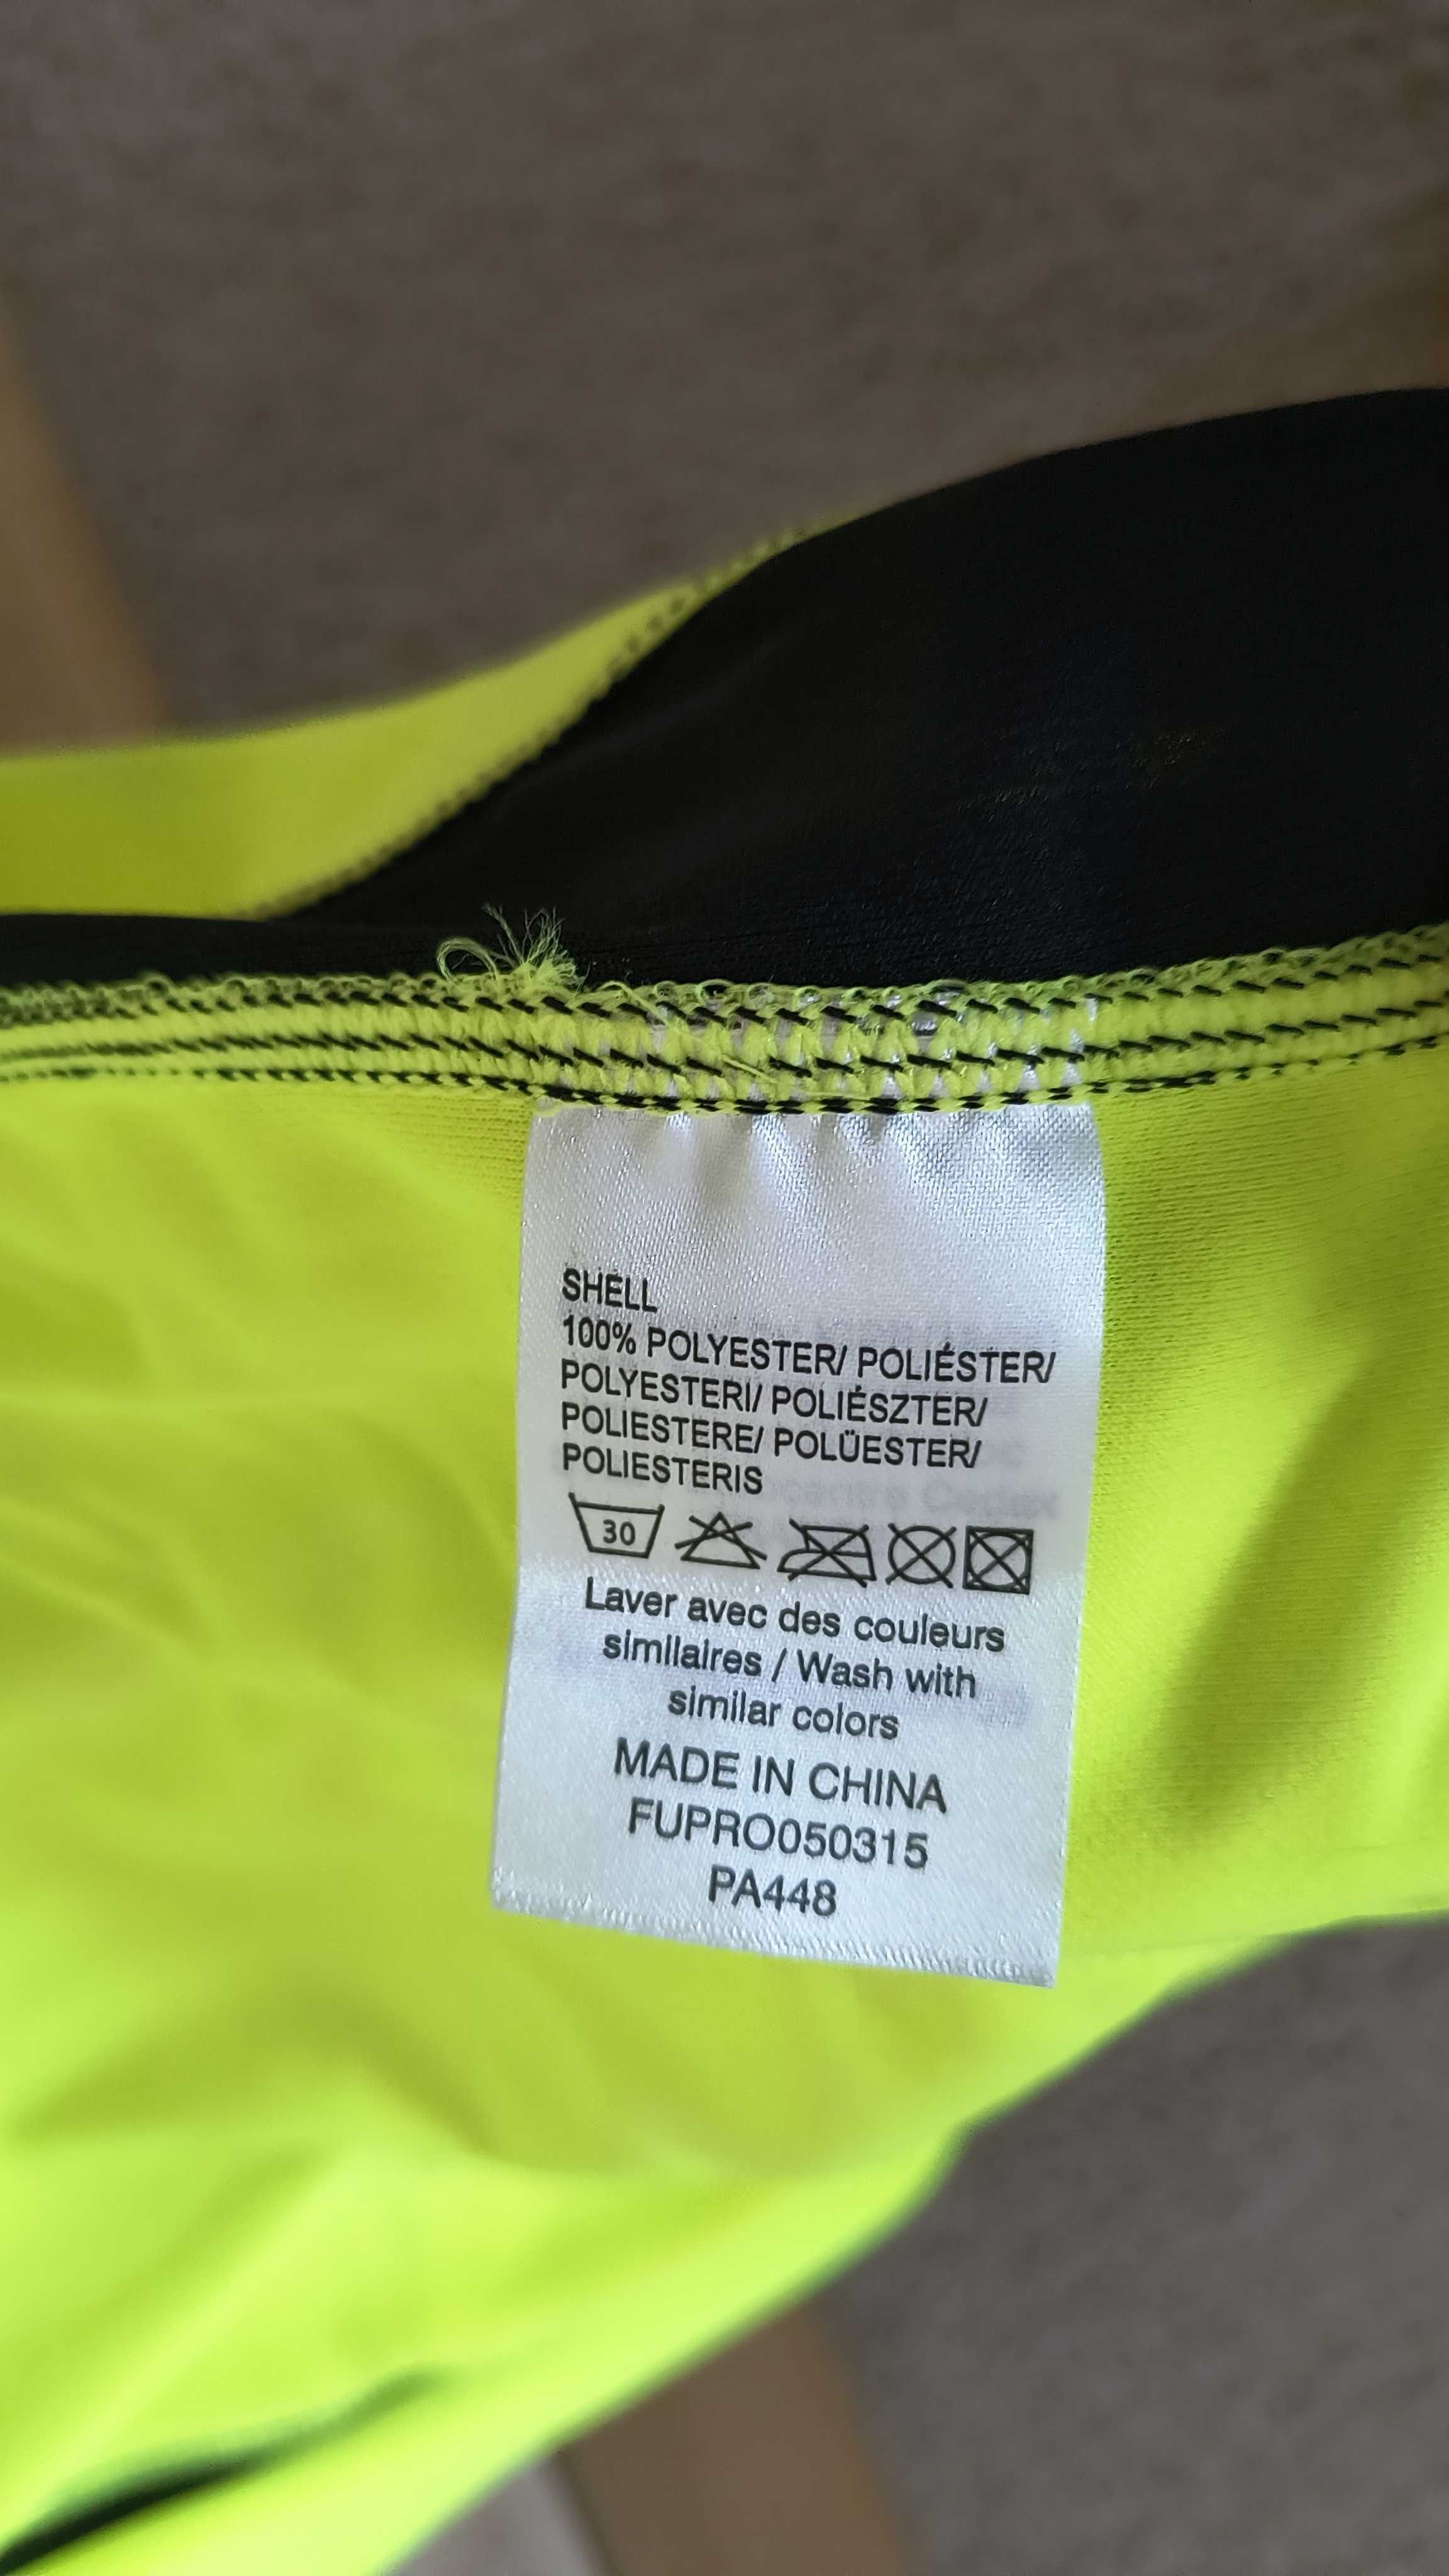 SHELL
100% POLYESTER/ POLIÉSTER/
POLYESTERI/ POLIÉSZTER/
POLIESTERE/ POLÜESTER/
POLIESTERIS
30
Laver avec des couleurs
similaires / Wash with
similar colors
MADE IN CHINA
FUPRO050315
PA448